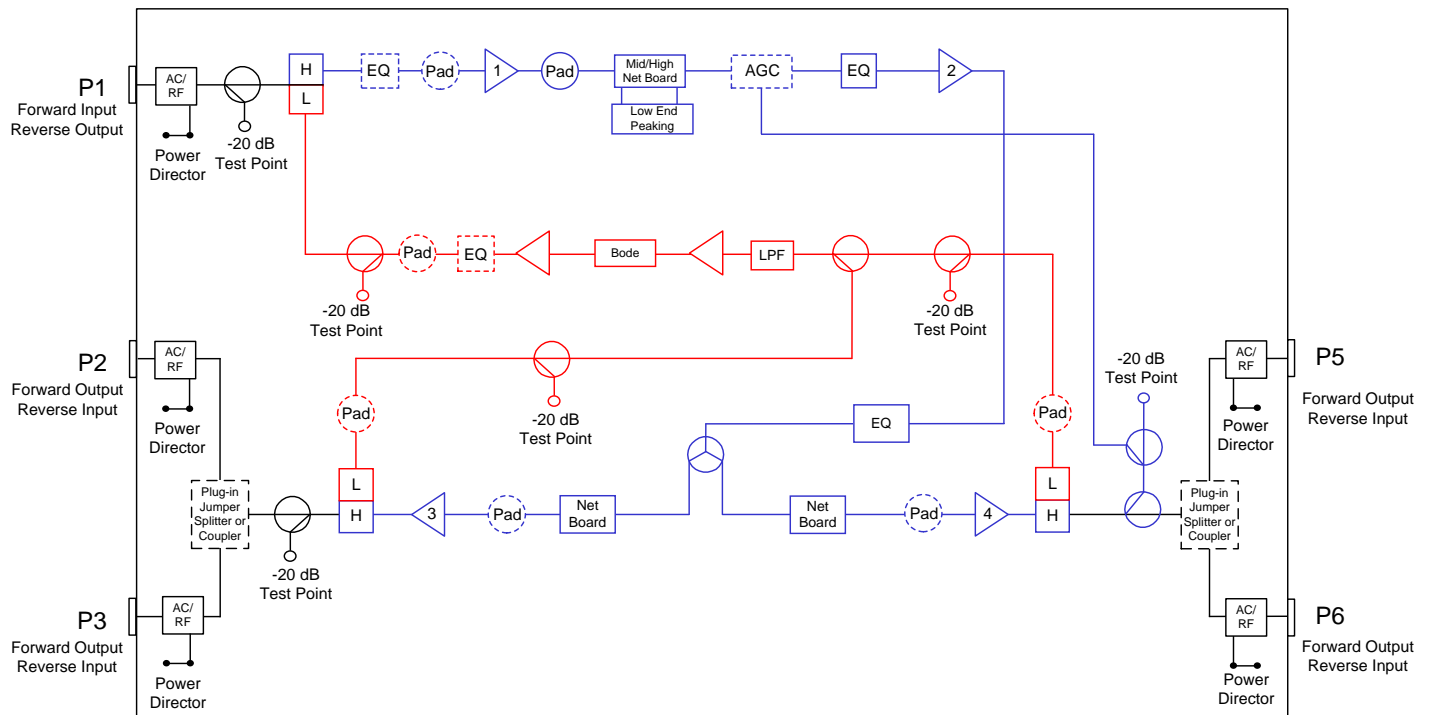 P1
Forward Input
Reverse Output
AC/
RF
Power
Director
-20 dB
Test Point
H
L
EQ
Pad
1
Pad
Mid/High
Net Board
Low End
Peaking
AGC
EQ
2
-20 dB
Test Point
Pad
EQ
Bode
LPF
-20 dB
Test Point
P2
Forward Output
Reverse Input
AC/
RF
Power
Director
Pad
-20 dB
Test Point
EQ
Pad
-20 dB
Test Point
AC/
RF
Power
Director
P5
Forward Output
Reverse Input
Plug-in
Jumper
Splitter or
Coupler
-20 dB
Test Point
L
H
3
Pad
Net
Board
Net
Board
Pad
4
L
H
Plug-in
Jumper
Splitter or
Coupler
P3
Forward Output
Reverse Input
AC/
RF
Power
Director
AC/
RF
Power
Director
P6
Forward Output
Reverse Input